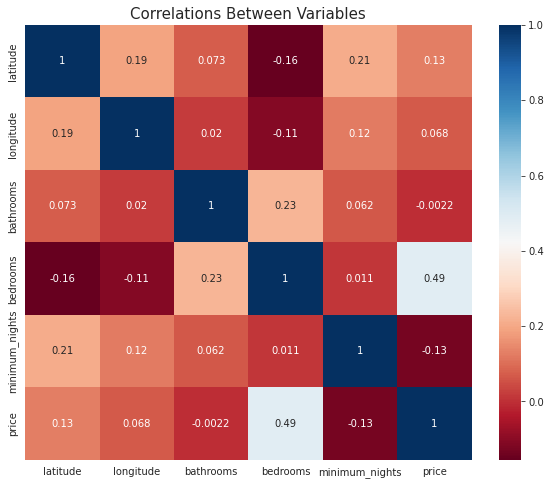 Correlations Between Variables
latitude 1 0.19 0.073 -0.16 0.21 0.13
longitude 0.19 1 0.02 -0.11 0.12 0.068
bathrooms 0.073 0.02 1 0.23 0.062 -0.0022
bedrooms -0.16 -0.11 0.23 1 0.011 0.49
minimum_nights 0.21 0.12 0.062 0.011 1 -0.13
price 0.13 0.068 -0.0022 0.49 -0.13 1
latitude longitude bathrooms bedrooms minimum_nights price
1.0
0.8
0.6
0.4
0.2
0.0